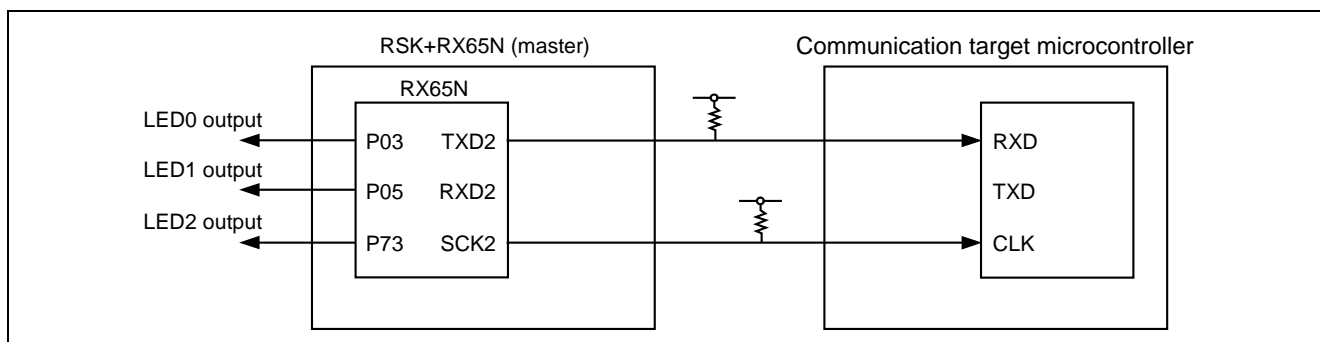 RSK+RX65N (master)
Communication target microcontroller
RX65N
LED0 output
P03
TXD2
RXD
LED1 output
P05
RXD2
TXD
LED2 output
P73
SCK2
CLK